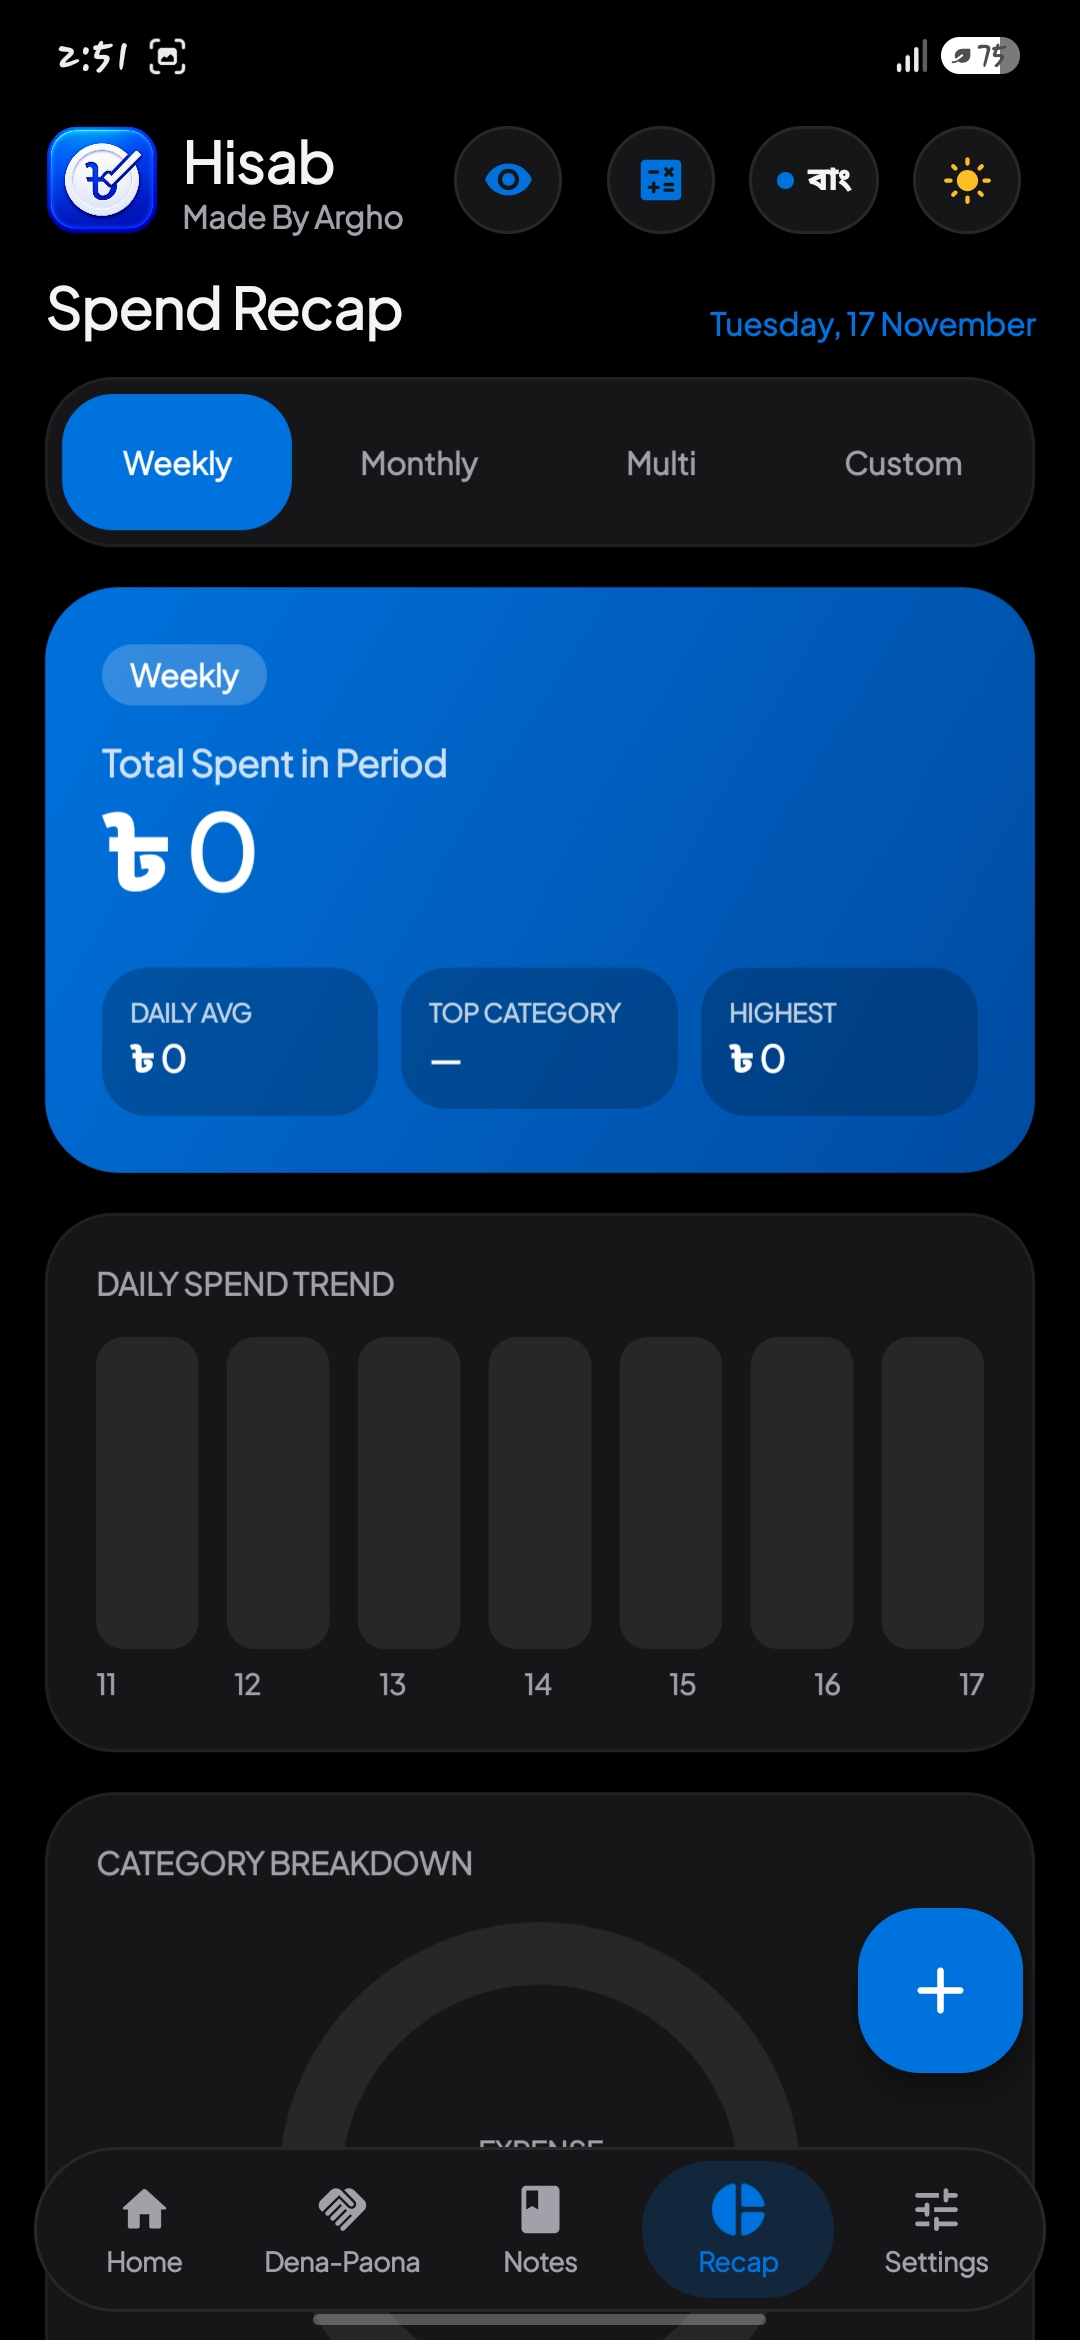 2:51
75
Hisab
Made By Argho
বাং
Spend Recap
Tuesday, 17 November
Weekly
Monthly
Multi
Custom
Weekly
Total Spent in Period
৳ 0
DAILY AVG
৳ 0
TOP CATEGORY
—
HIGHEST
৳ 0
DAILY SPEND TREND
11
12
13
14
15
16
17
CATEGORY BREAKDOWN
EXPENSE
Home
Dena-Paona
Notes
Recap
Settings